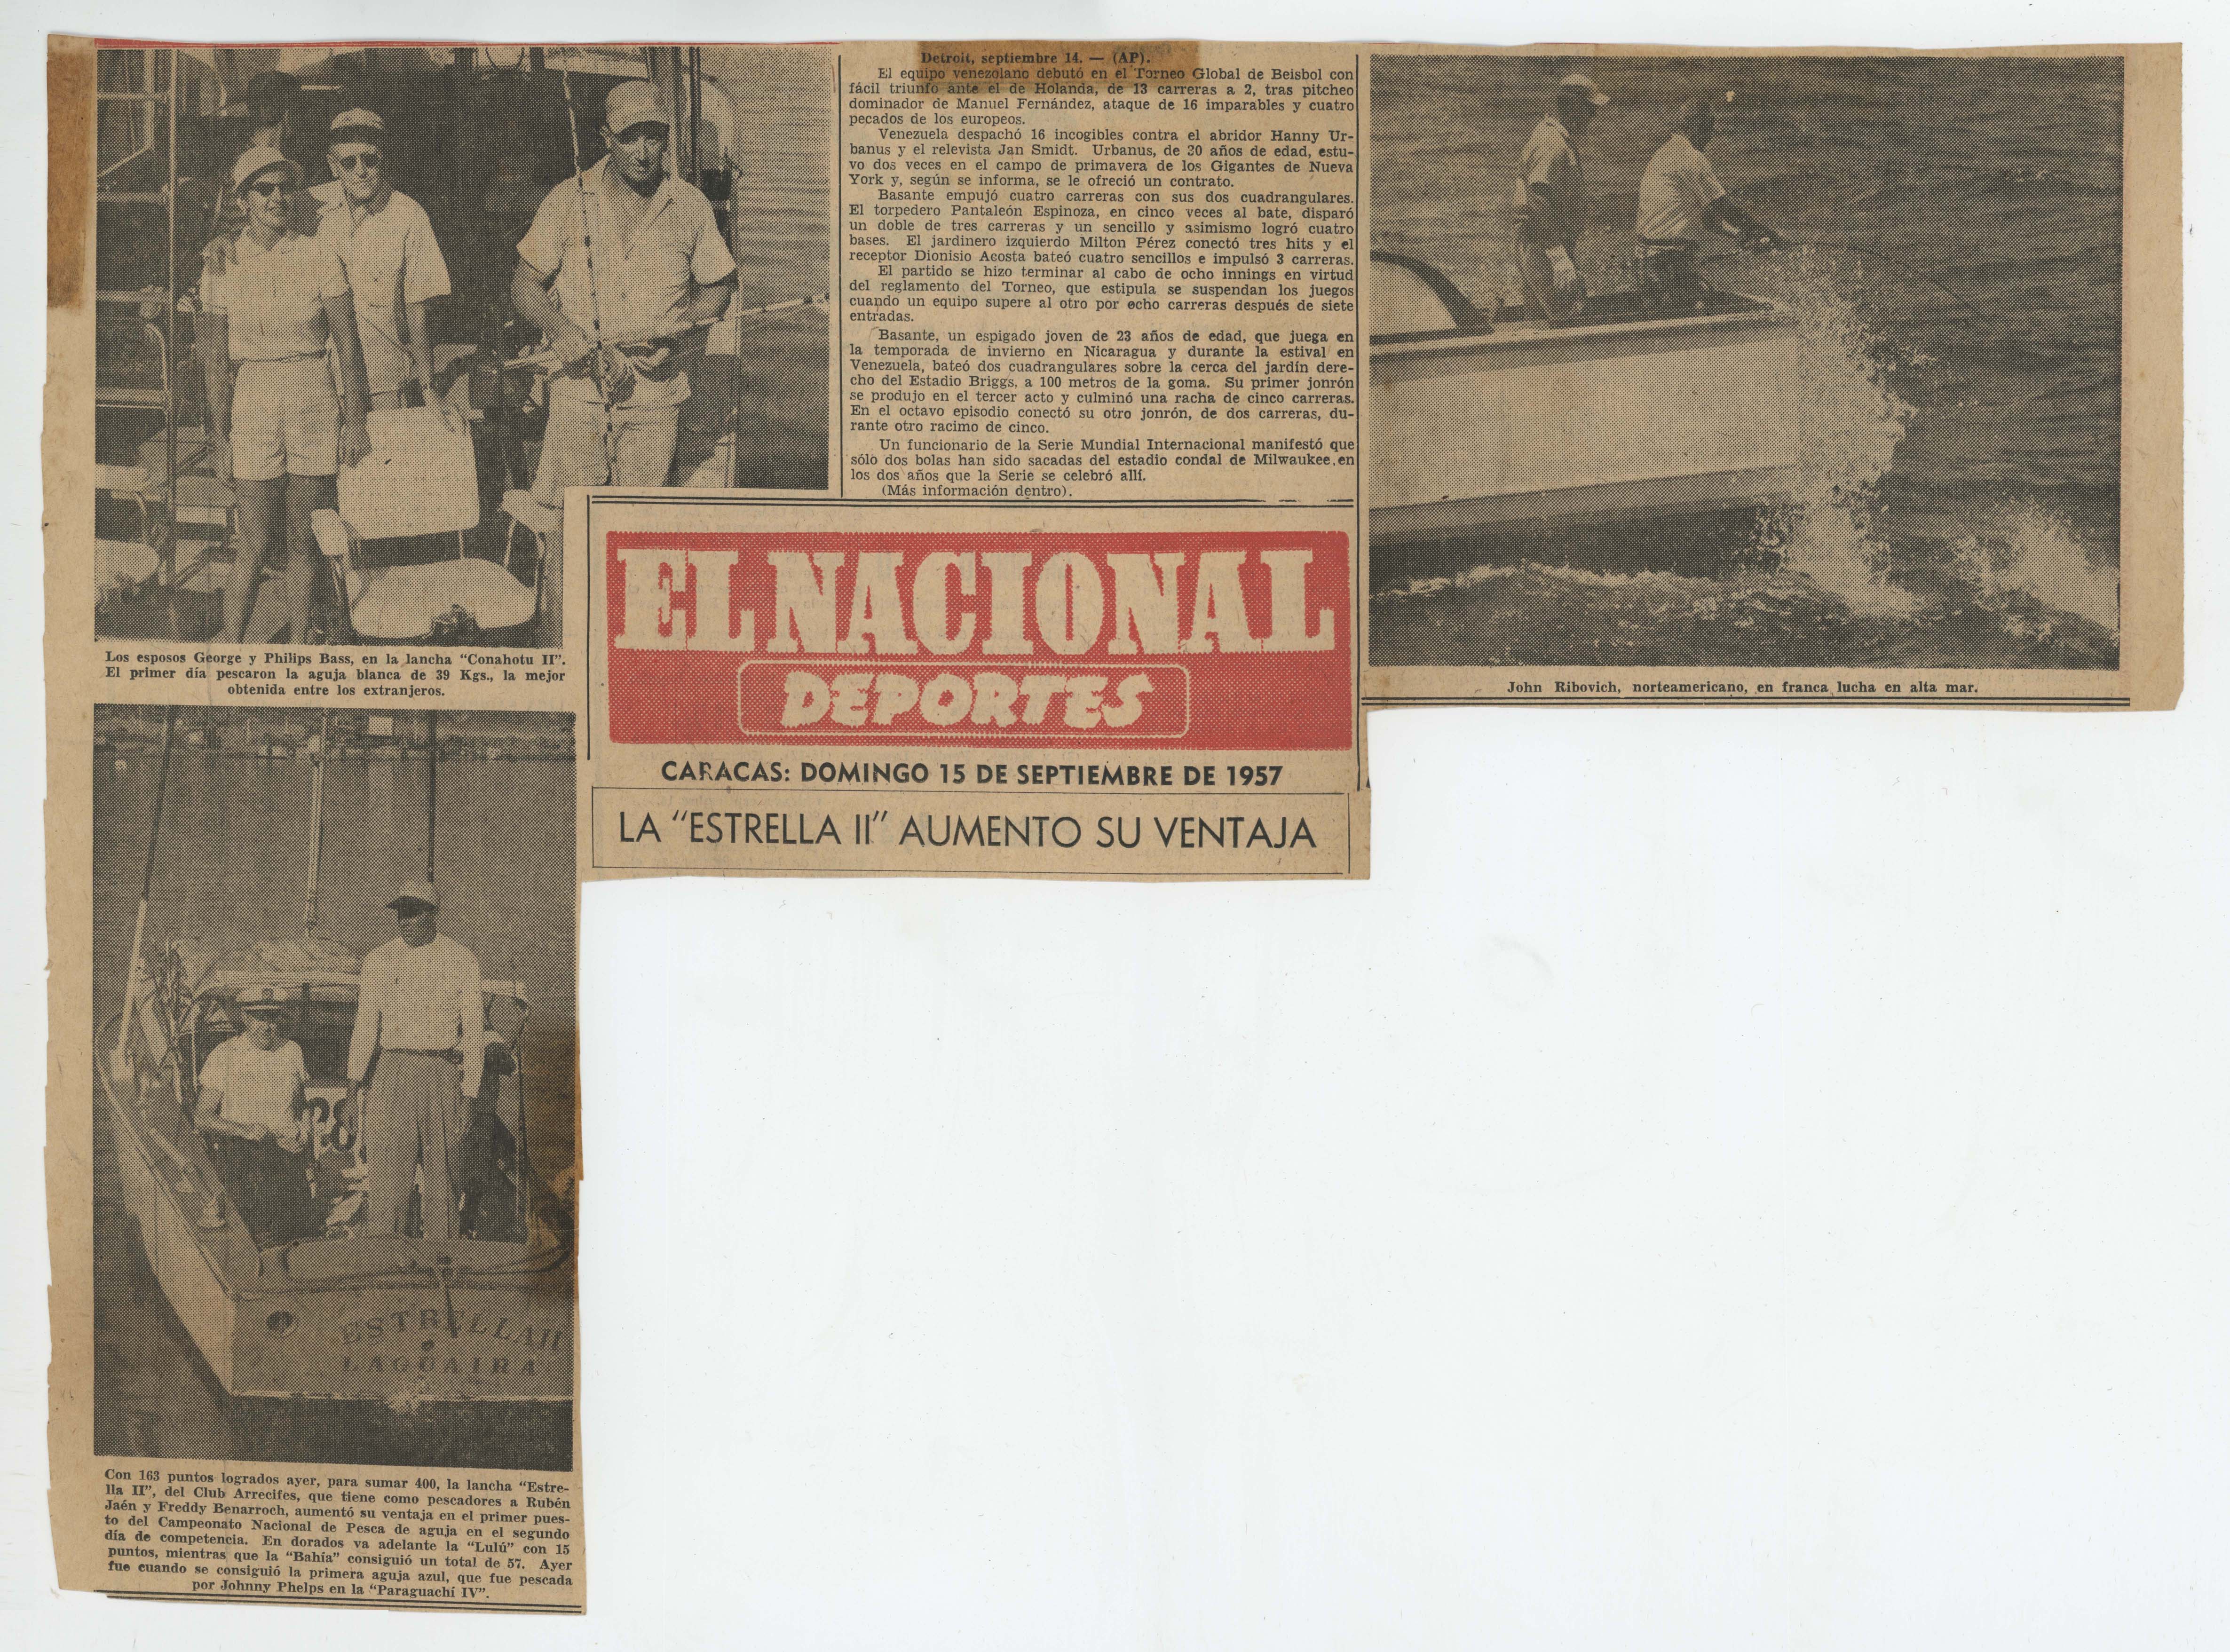 Los esposos George y Philips Bass, en la lancha “Conahotu II”.
El primer día pescaron la aguja blanca de 39 Kgs., la mejor
obtenida entre los extranjeros.
ESTRELLA II
LAGUAIRA
Con 163 puntos logrados ayer, para sumar 400, la lancha “Estre-
lla II”, del Club Arrecifes, que tiene como pescadores a Rubén
Jaén y Freddy Benarroch, aumentó su ventaja en el primer pues-
to del Campeonato Nacional de Pesca de aguja en el segundo
día de competencia. En dorados va adelante la “Lulú” con 15
puntos, mientras que la “Bahía” consiguió un total de 57. Ayer
fue cuando se consiguió la primera aguja azul, que fue pescada
por Johnny Phelps en la “Paraguachí IV”.
Detroit, septiembre 14. — (AP).
El equipo venezolano debutó en el Torneo Global de Beisbol con
fácil triunfo ante el de Holanda, de 13 carreras a 2, tras pitcheo
dominador de Manuel Fernández, ataque de 16 imparables y cuatro
pecados de los europeos.
Venezuela despachó 16 incogibles contra el abridor Hanny Ur-
banus y el relevista Jan Smidt. Urbanus, de 30 años de edad, estu-
vo dos veces en el campo de primavera de los Gigantes de Nueva
York y, según se informa, se le ofreció un contrato.
Basante empujó cuatro carreras con sus dos cuadrangulares.
El torpedero Pantaleón Espinoza, en cinco veces al bate, disparó
un doble de tres carreras y un sencillo y asimismo logró cuatro
bases. El jardinero izquierdo Milton Pérez conectó tres hits y el
receptor Dionisio Acosta bateó cuatro sencillos e impulsó 3 carreras.
El partido se hizo terminar al cabo de ocho innings en virtud
del reglamento del Torneo, que estipula se suspendan los juegos
cuando un equipo supere al otro por echo carreras después de siete
entradas.
Basante, un espigado joven de 23 años de edad, que juega en
la temporada de invierno en Nicaragua y durante la estival en
Venezuela, bateó dos cuadrangulares sobre la cerca del jardín dere-
cho del Estadio Briggs, a 100 metros de la goma. Su primer jonrón
se produjo en el tercer acto y culminó una racha de cinco carreras.
En el octavo episodio conectó su otro jonrón, de dos carreras, du-
rante otro racimo de cinco.
Un funcionario de la Serie Mundial Internacional manifestó que
sólo dos bolas han sido sacadas del estadio condal de Milwaukee en
los dos años que la Serie se celebró allí.
(Más información dentro).
EL NACIONAL
DEPORTES
CARACAS: DOMINGO 15 DE SEPTIEMBRE DE 1957
LA “ESTRELLA II” AUMENTO SU VENTAJA
John Ribovich, norteamericano, en franca lucha en alta mar.